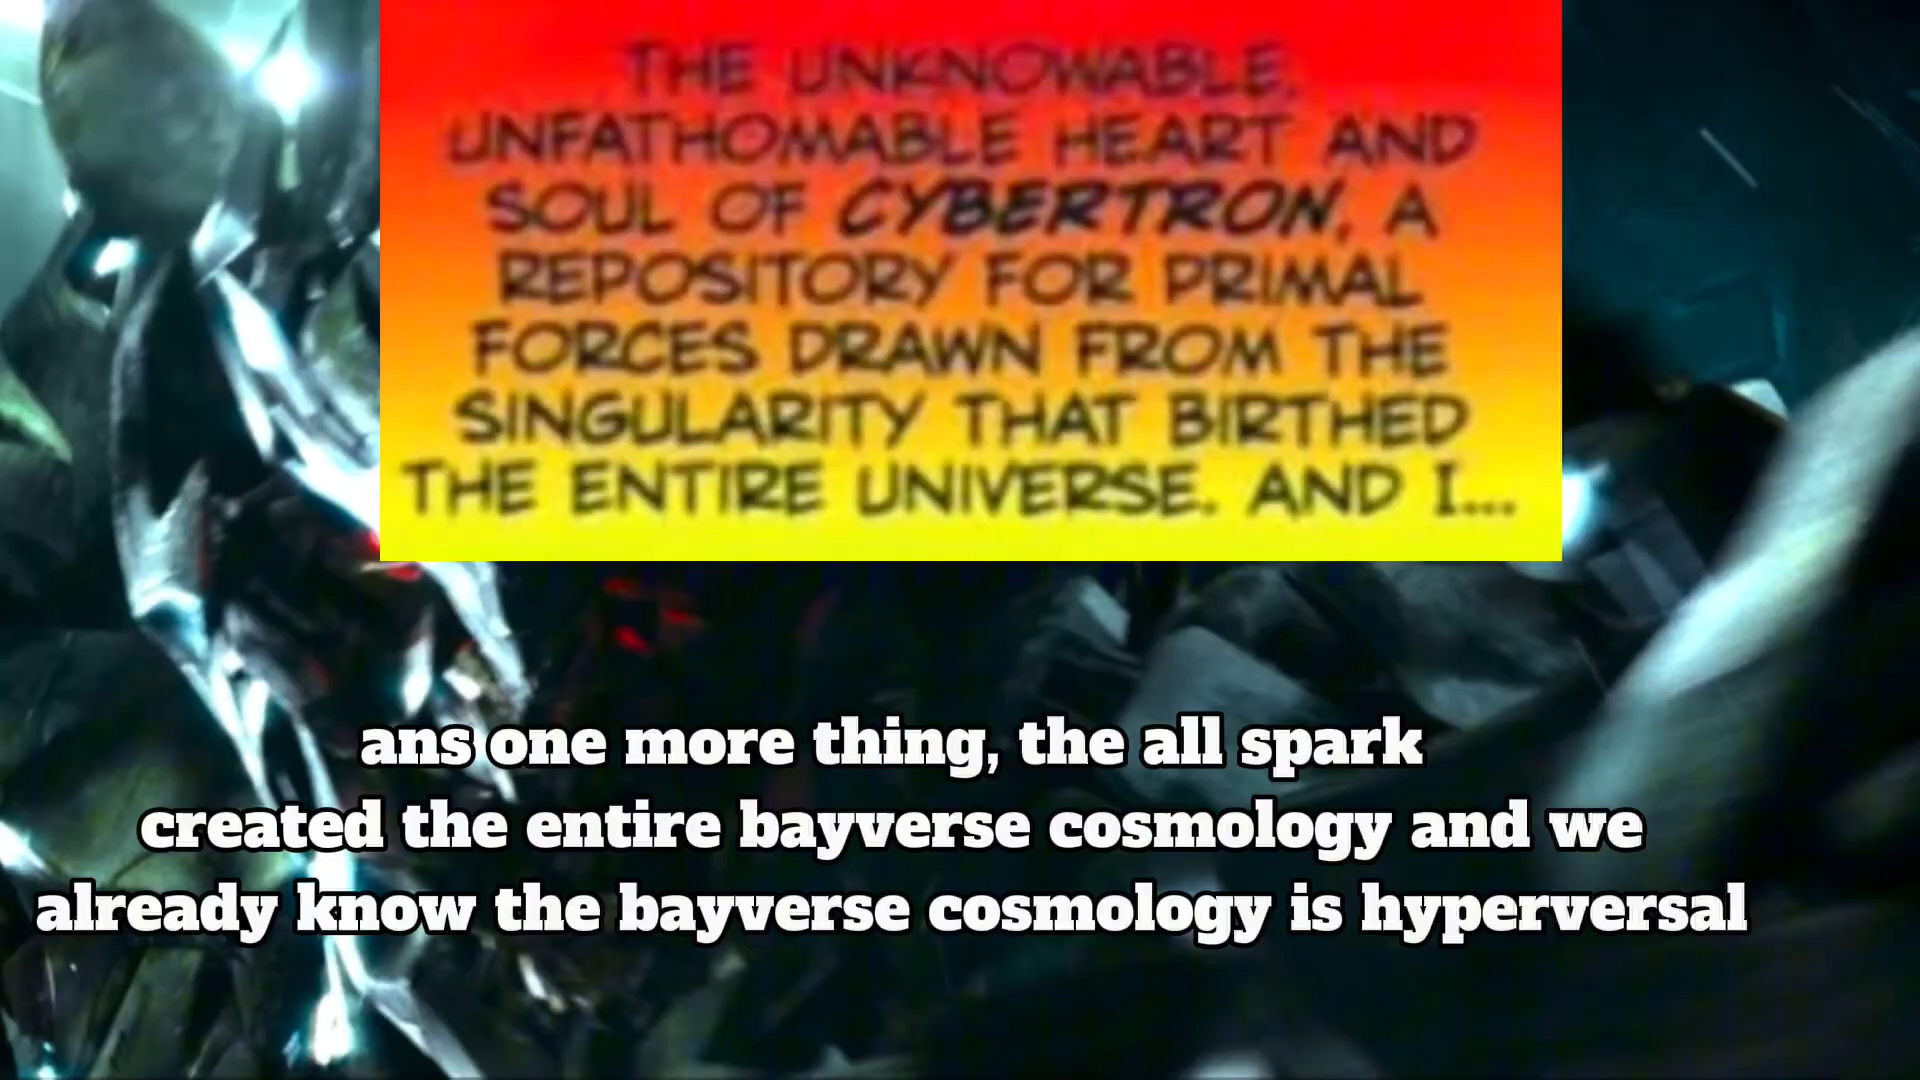 THE UNKNOWABLE,
UNFATHOMABLE HEART AND
SOUL OF CYBERTRON, A
REPOSITORY FOR PRIMAL
FORCES DRAWN FROM THE
SINGULARITY THAT BIRTHED
THE ENTIRE UNIVERSE. AND I...
ans one more thing, the all spark
created the entire bayverse cosmology and we
already know the bayverse cosmology is hyperversal